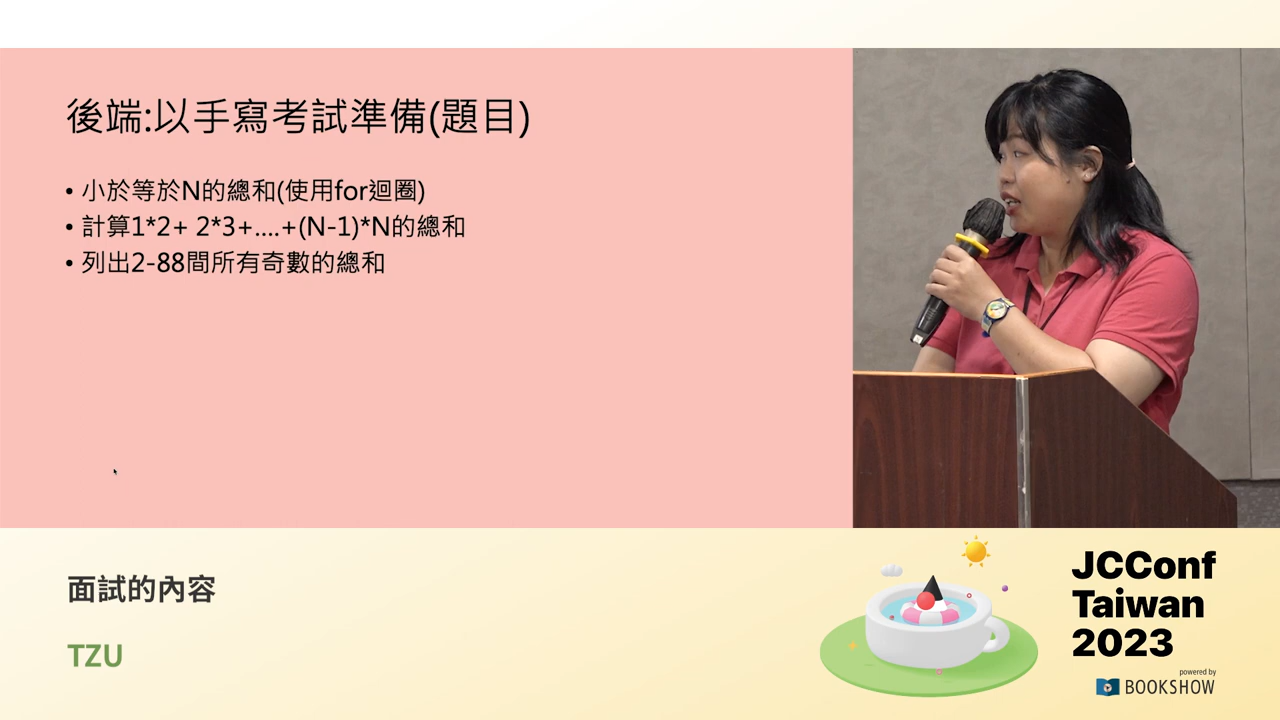 後端:以手寫考試準備(題目)
• 小於等於N的總和(使用for迴圈)
• 計算1*2+ 2*3+....+(N-1)*N的總和
• 列出2-88間所有奇數的總和
面試的內容
TZU
JCConf
Taiwan
2023
powered by
BOOKSHOW